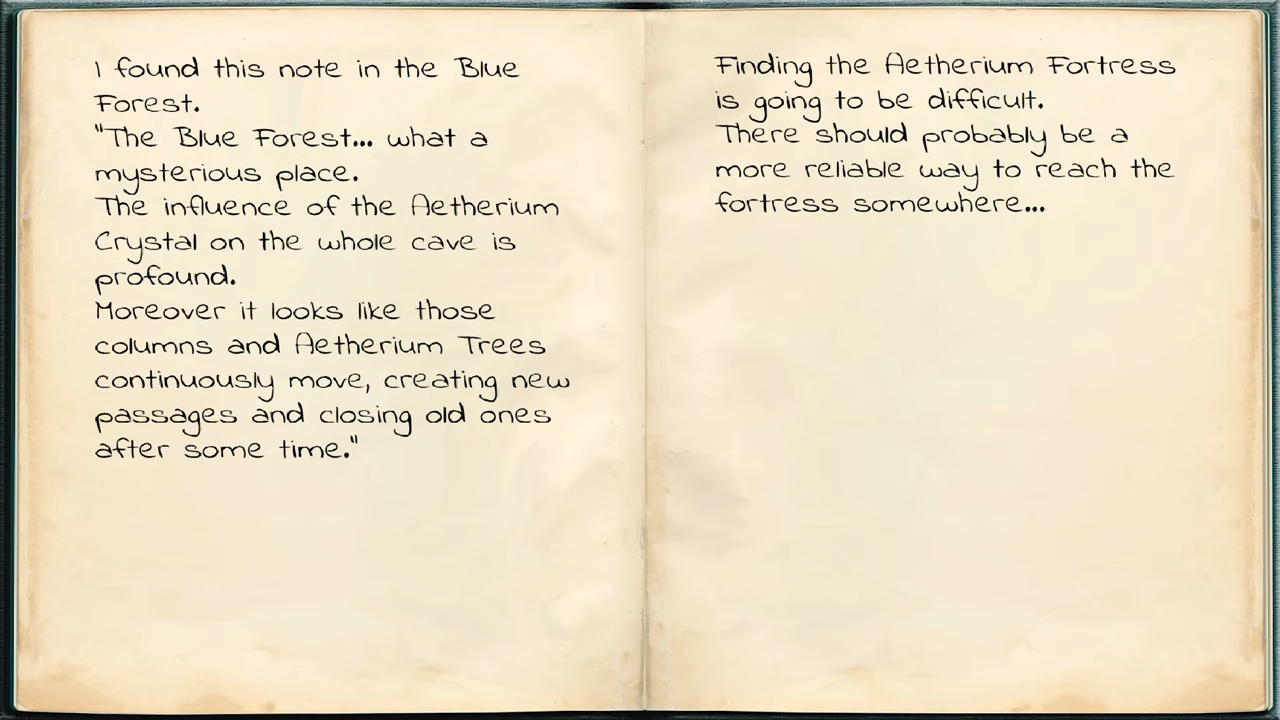 I found this note in the Blue
Forest.
"The Blue Forest... what a
mysterious place.
The influence of the Aetherium
Crystal on the whole cave is
profound.
Moreover it looks like those
columns and Aetherium Trees
continuously move, creating new
passages and closing old ones
after some time."
Finding the Aetherium Fortress
is going to be difficult.
There should probably be a
more reliable way to reach the
fortress somewhere...